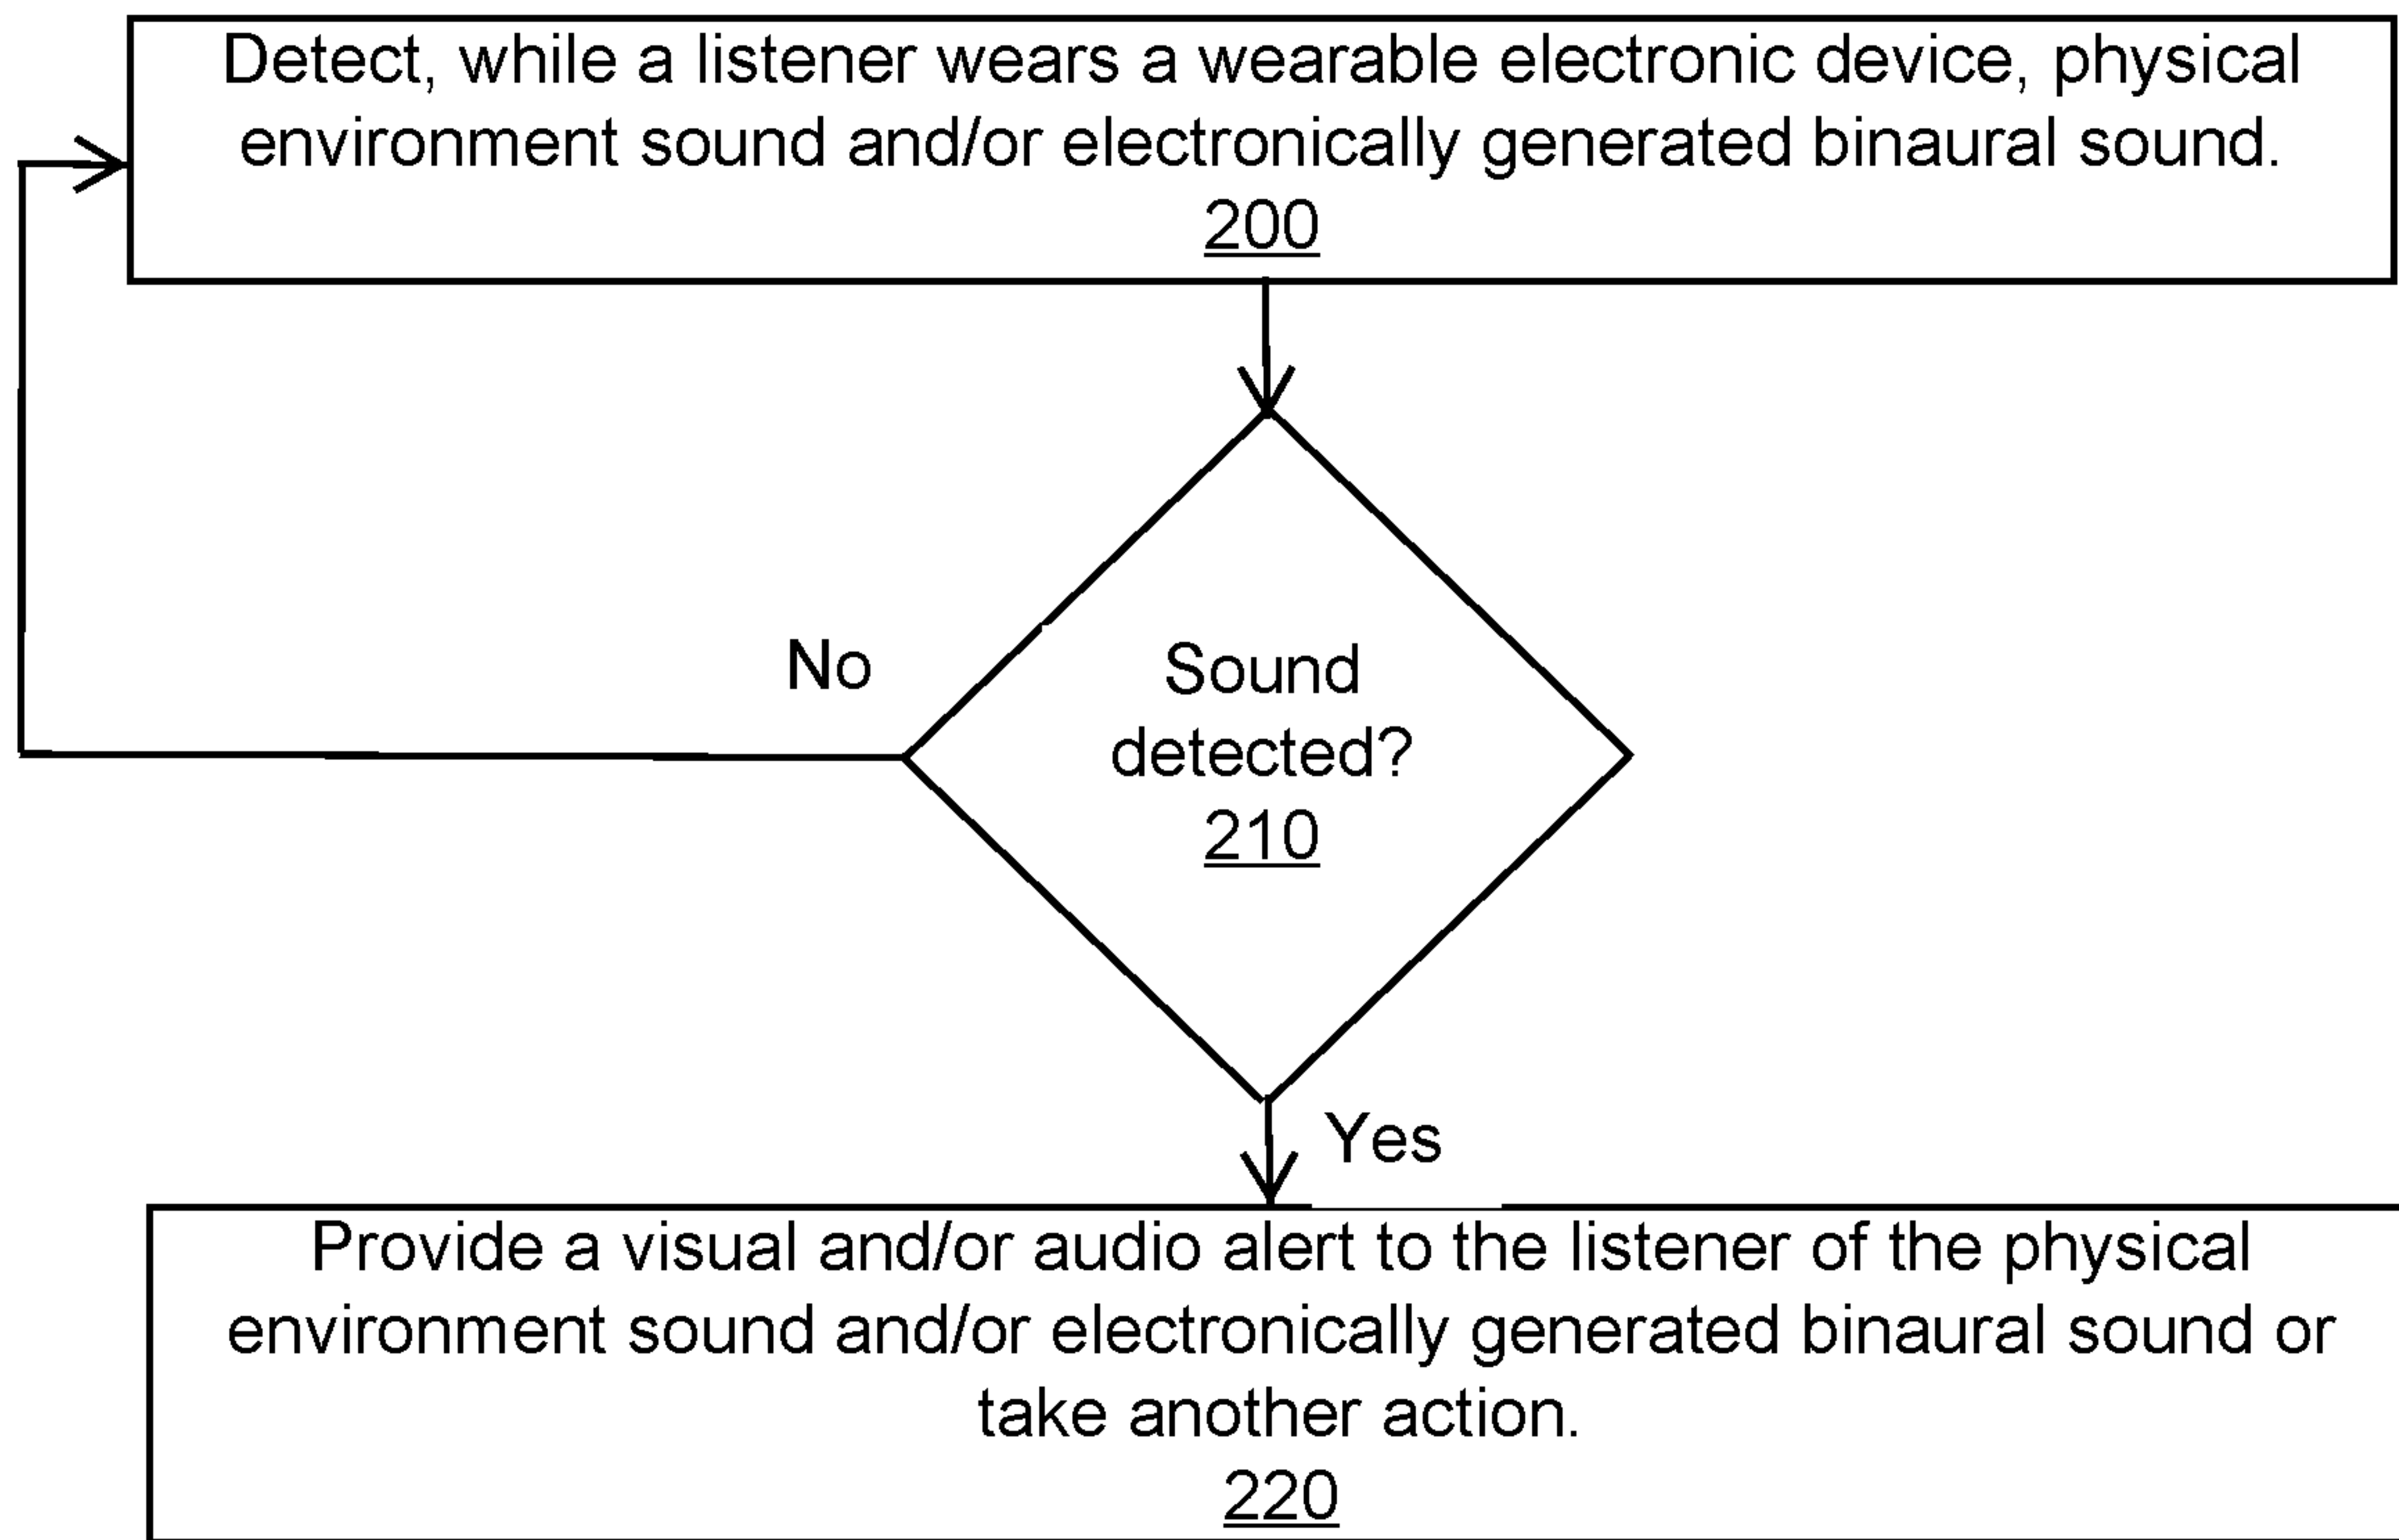 Detect, while a listener wears a wearable electronic device, physical
environment sound and/or electronically generated binaural sound.
200
No
Sound
detected?
210
Yes
Provide a visual and/or audio alert to the listener of the physical
environment sound and/or electronically generated binaural sound or
take another action.
220